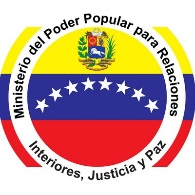 Ministerio del Poder Popular para Relaciones
Interiores, Justicia y Paz